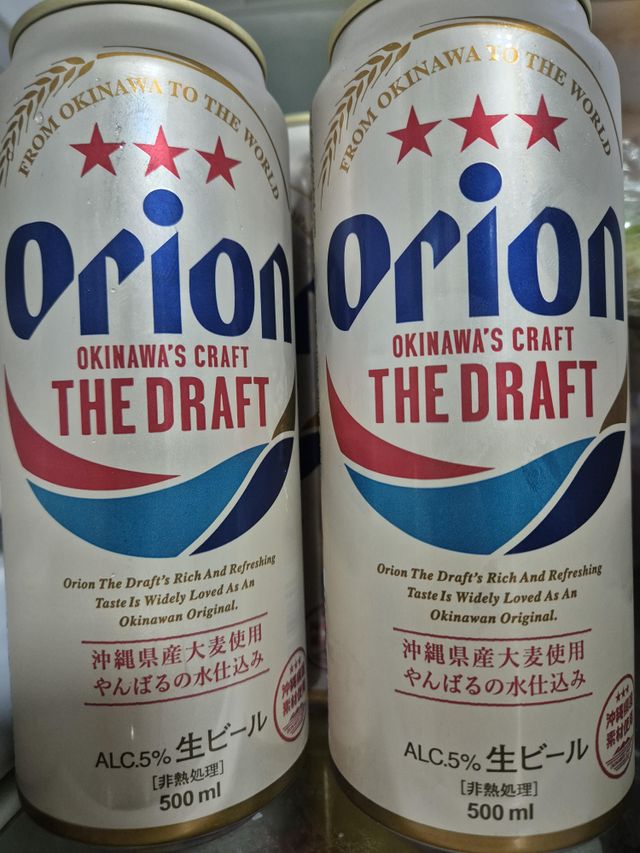 FROM OKINAWA TO THE WORLD
Orion
OKINAWA'S CRAFT
THE DRAFT
Orion The Draft's Rich And Refreshing
Taste Is Widely Loved As An
Okinawan Original.
沖縄県産大麦使用
やんばるの水仕込み
ALC.5% 生ビール
[非熱処理]
500 ml
FROM OKINAWA TO THE WORLD
Orion
OKINAWA'S CRAFT
THE DRAFT
Orion The Draft's Rich And Refreshing
Taste Is Widely Loved As An
Okinawan Original.
沖縄県産大麦使用
やんばるの水仕込み
ALC.5% 生ビール
[非熱処理]
500 ml